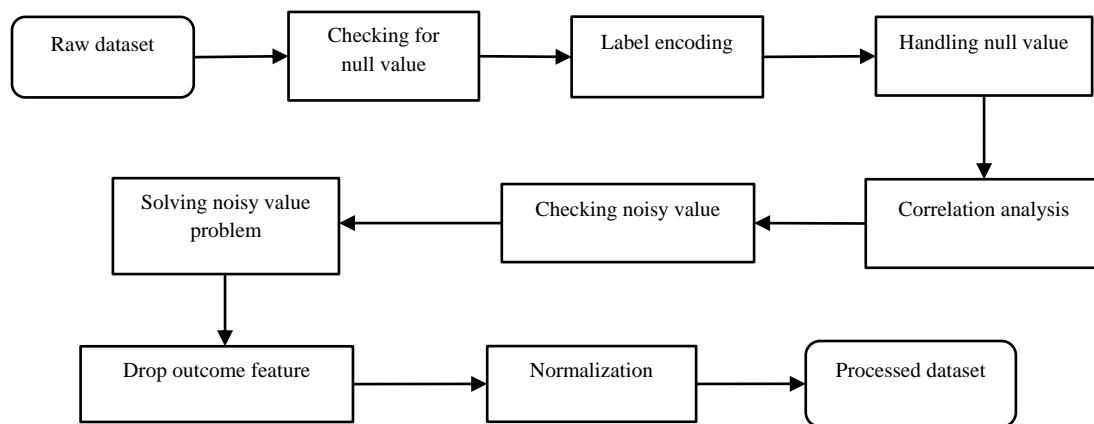 Raw dataset
Checking for
null value
Label encoding
Handling null value
Correlation analysis
Checking noisy value
Solving noisy value
problem
Drop outcome feature
Normalization
Processed dataset